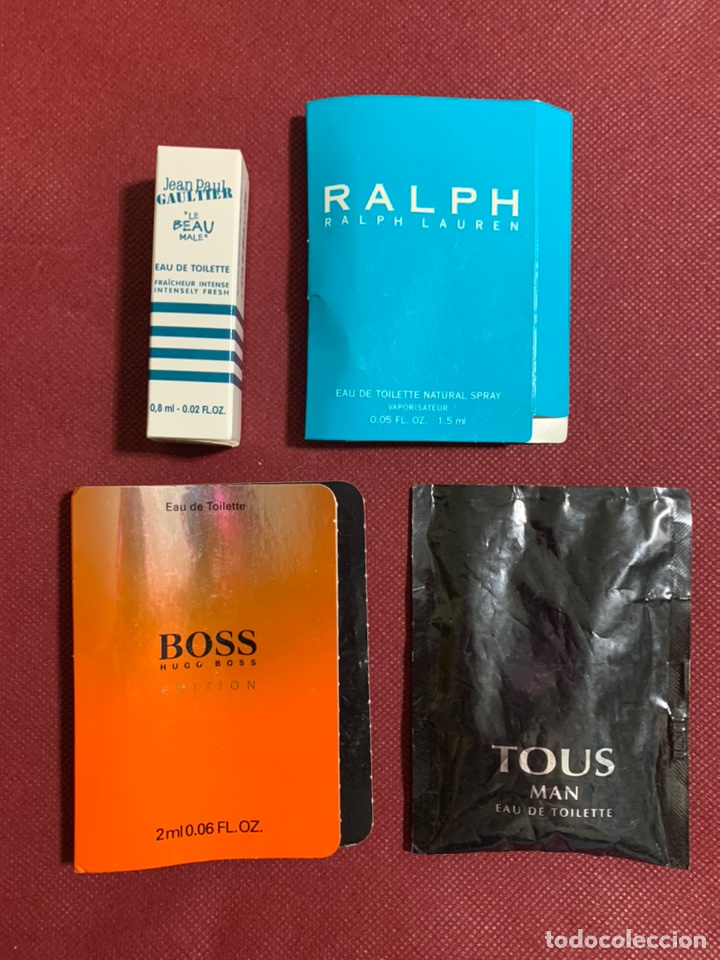 Jean Paul
GAULTIER
"LE
BEAU
MALE"
EAU DE TOILETTE
FRAÎCHEUR INTENSE
INTENSELY FRESH
0,8 ml - 0.02 FL.OZ.
RALPH
RALPH LAUREN
EAU DE TOILETTE NATURAL SPRAY
VAPORISATEUR
0.05 FL. OZ. 1.5 ml
Eau de Toilette
BOSS
HUGO BOSS
EDITION
2ml 0.06 FL.OZ.
TOUS
MAN
EAU DE TOILETTE
todocoleccion